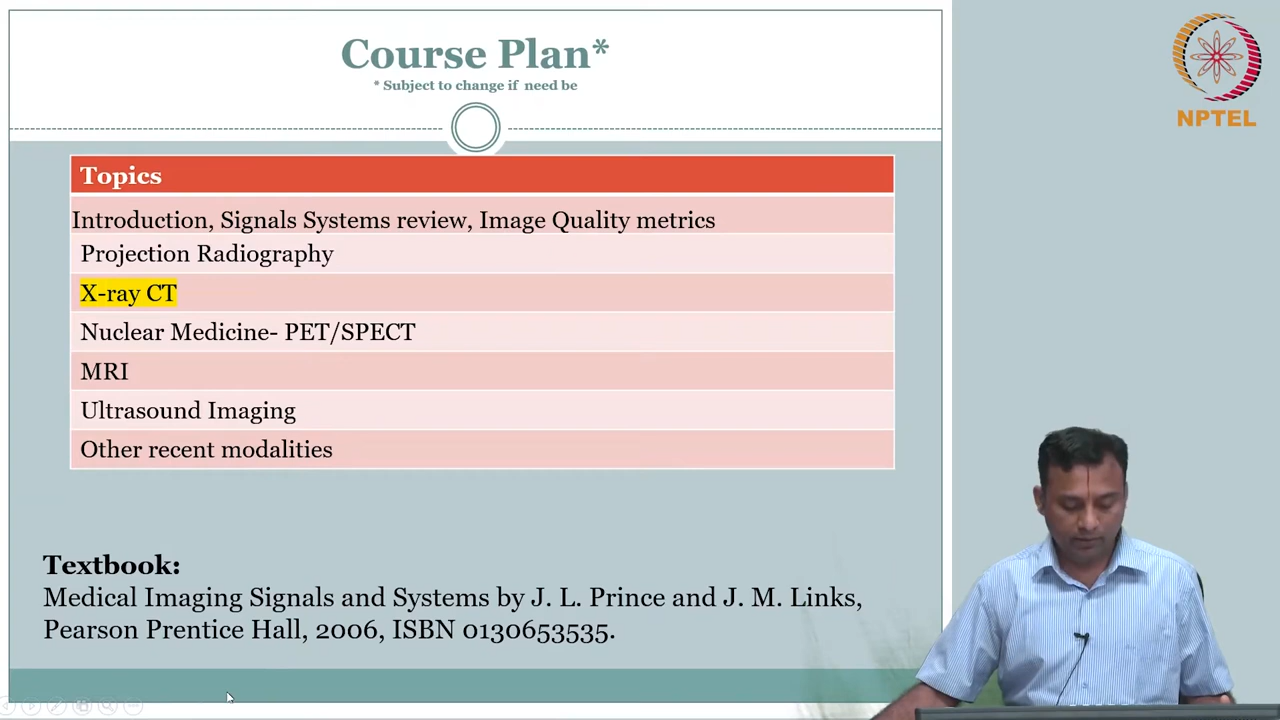 Course Plan*
* Subject to change if need be
NPTEL
Topics
Introduction, Signals Systems review, Image Quality metrics
Projection Radiography
X-ray CT
Nuclear Medicine- PET/SPECT
MRI
Ultrasound Imaging
Other recent modalities
Textbook:
Medical Imaging Signals and Systems by J. L. Prince and J. M. Links,
Pearson Prentice Hall, 2006, ISBN 0130653535.